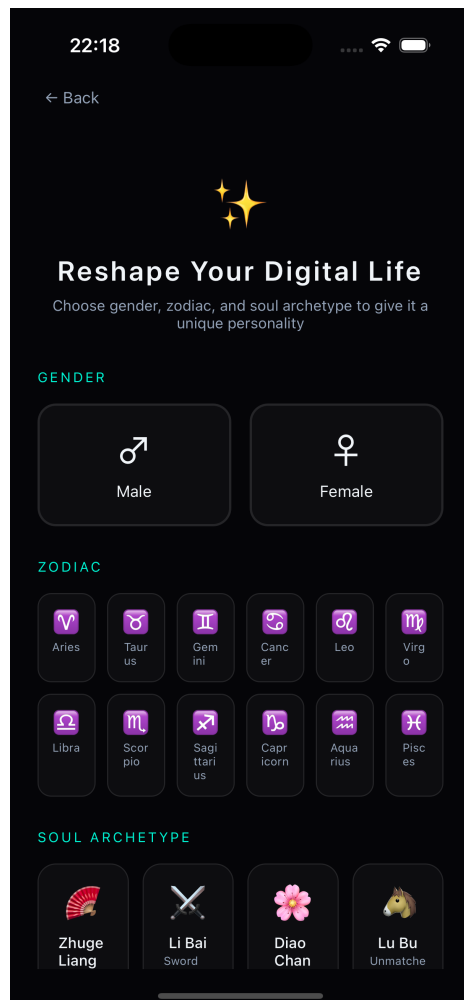 22:18
← Back
Reshape Your Digital Life
Choose gender, zodiac, and soul archetype to give it a
unique personality
GENDER
Male
Female
ZODIAC
Aries
Taur
us
Gem
ini
Canc
er
Leo
Virg
o
Libra
Scor
pio
Sagi
ttari
us
Capr
icorn
Aqua
rius
Pisc
es
SOUL ARCHETYPE
Zhuge
Liang
Li Bai
Sword
Diao
Chan
Lu Bu
Unmatche